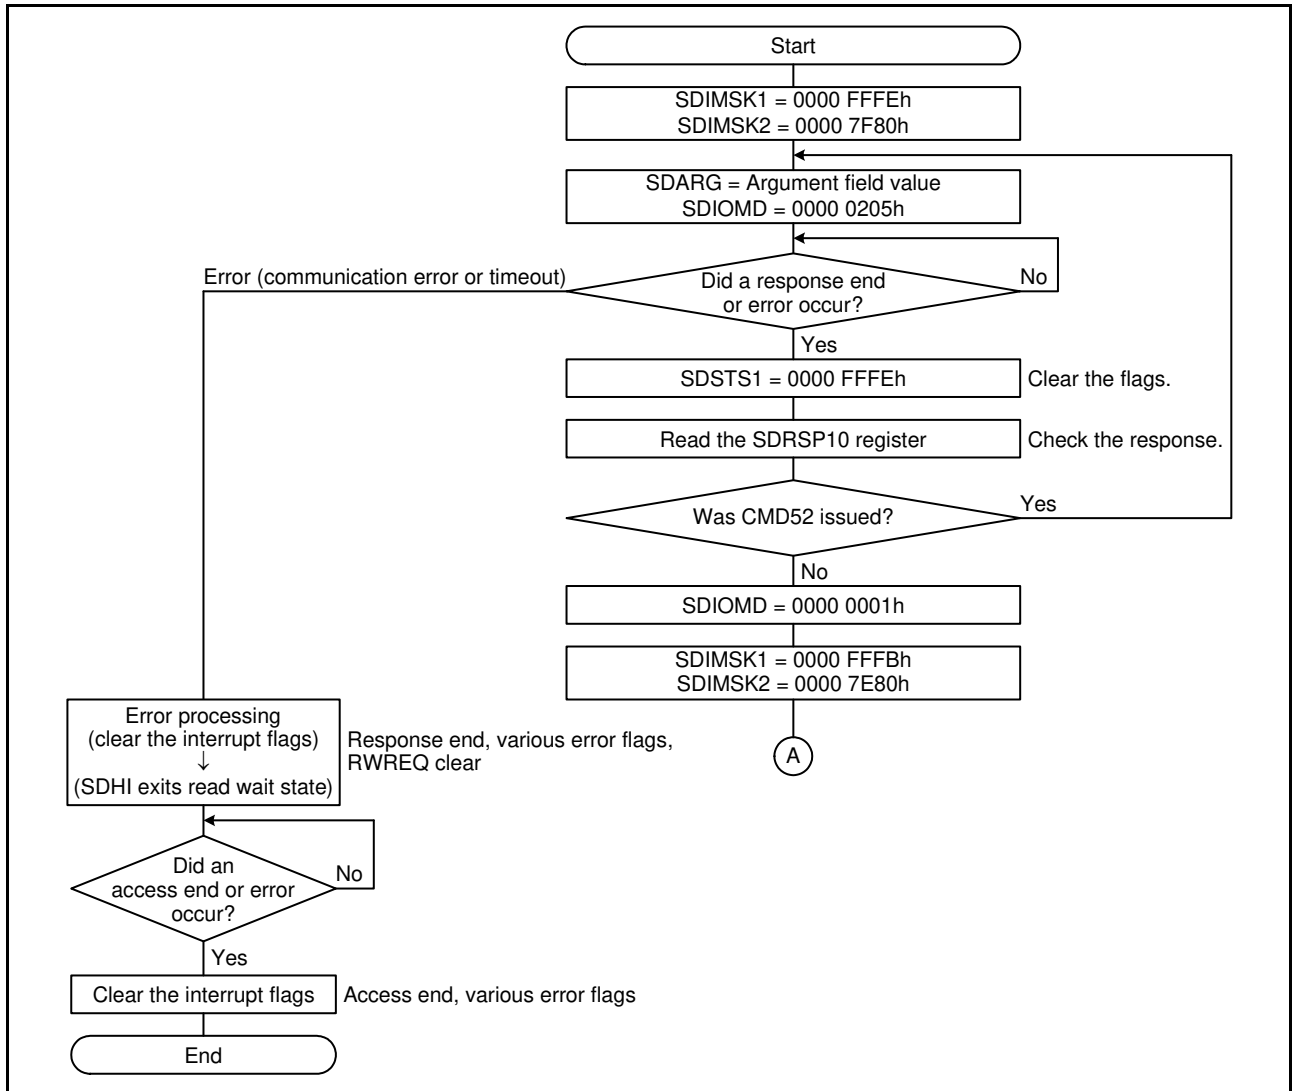 Start
SDIMSK1 = 0000 FFFEh
SDIMSK2 = 0000 7F80h
SDARG = Argument field value
SDIOMD = 0000 0205h
Error (communication error or timeout)
Did a response end
or error occur?
No
Yes
SDSTS1 = 0000 FFFEh
Clear the flags.
Read the SDRSP10 register
Check the response.
Was CMD52 issued?
Yes
No
SDIOMD = 0000 0001h
SDIMSK1 = 0000 FFFBh
SDIMSK2 = 0000 7E80h
A
Error processing
(clear the interrupt flags)
↓
(SDHI exits read wait state)
Response end, various error flags,
RWREQ clear
Did an
access end or error
occur?
No
Yes
Clear the interrupt flags
Access end, various error flags
End